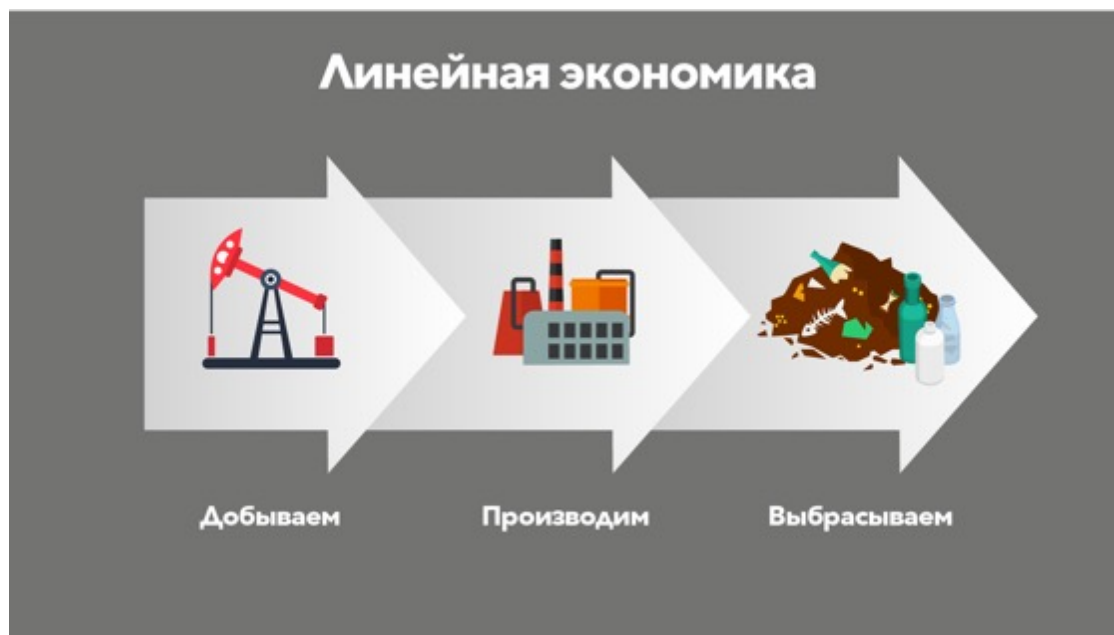 Линейная экономика
Добываем
Производим
Выбрасываем